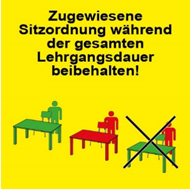 Zugewiesene
Sitzordnung während
der gesamten
Lehrgangsdauer
beibehalten!